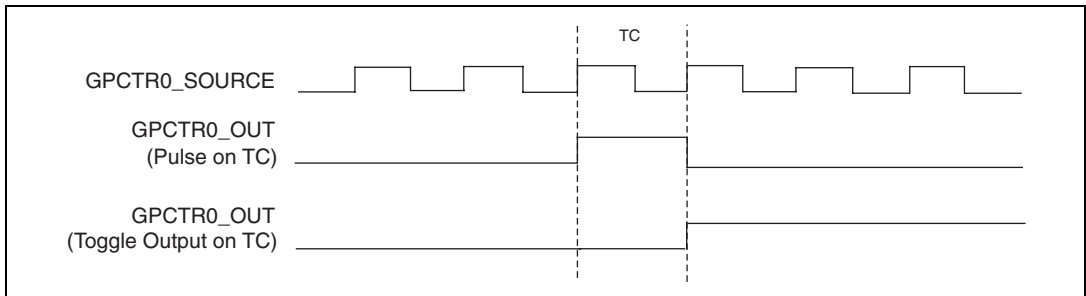 TC
GPCTR0_SOURCE
GPCTR0_OUT
(Pulse on TC)
GPCTR0_OUT
(Toggle Output on TC)